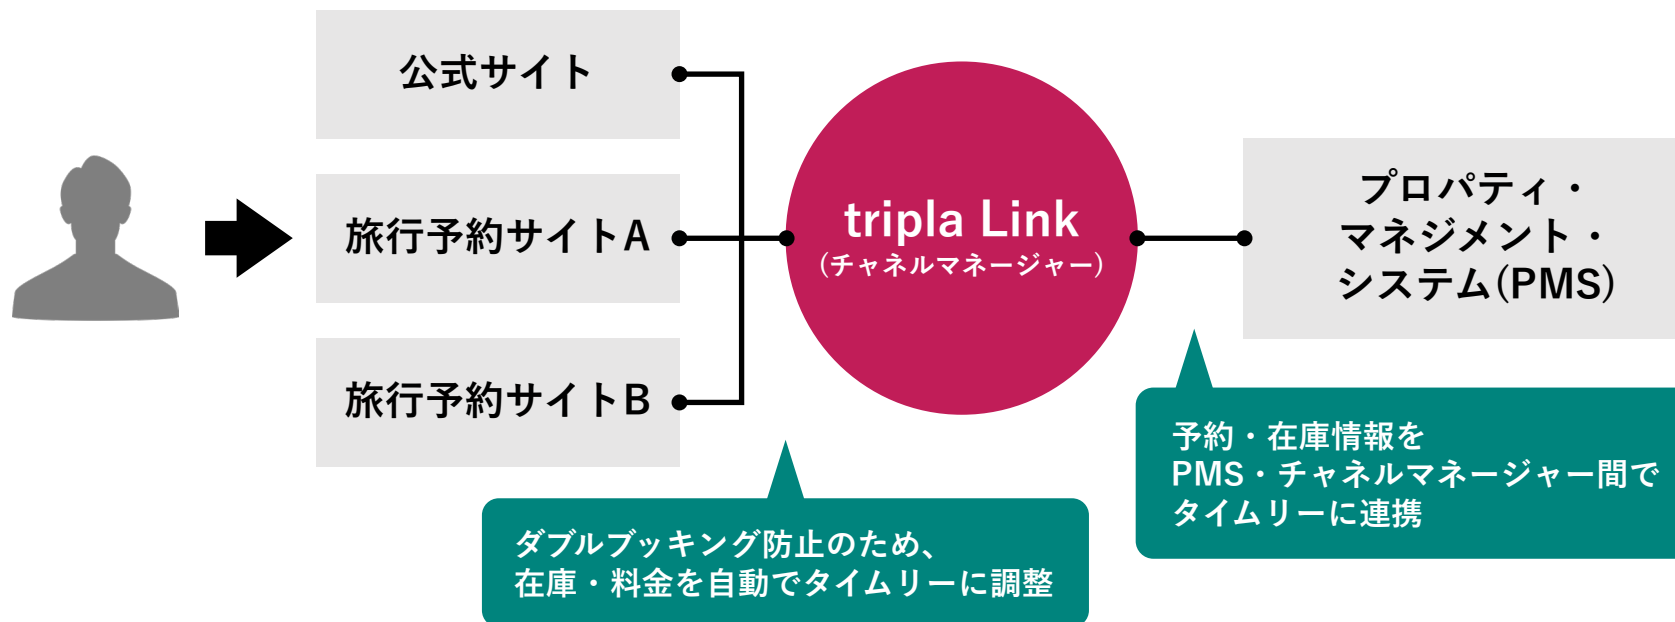 公式サイト
旅行予約サイトA
旅行予約サイトB
tripla Link
(チャネルマネージャー)
プロパティ・
マネジメント・
システム(PMS)
ダブルブッキング防止のため、
在庫・料金を自動でタイムリーに調整
予約・在庫情報を
PMS・チャネルマネージャー間で
タイムリーに連携